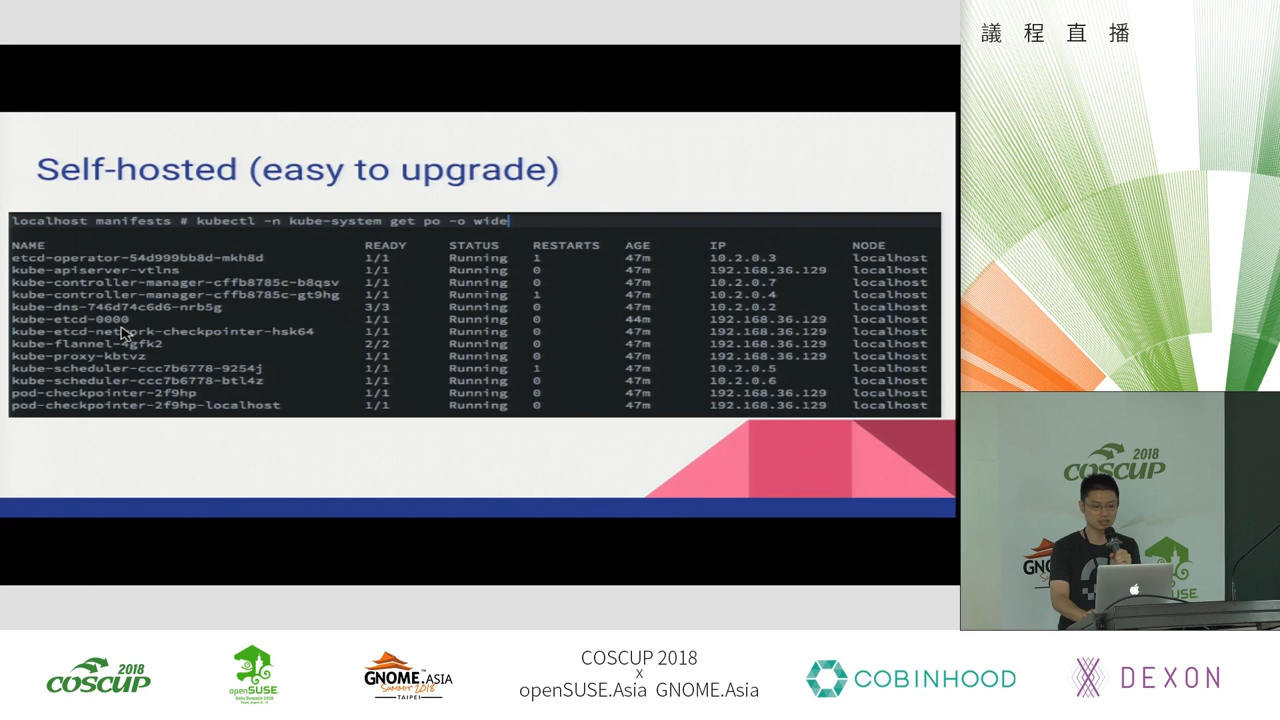 議程直播
Self-hosted (easy to upgrade)
localhost manifests # kubectl -n kube-system get po -o wide
NAME READY STATUS RESTARTS AGE IP NODE
etcd-operator-54d999bb8d-mkh8d 1/1 Running 1 47m 10.2.0.3 localhost
kube-apiserver-vtlns 1/1 Running 0 47m 192.168.36.129 localhost
kube-controller-manager-cffb8785c-b8qsv 1/1 Running 0 47m 10.2.0.7 localhost
kube-controller-manager-cffb8785c-gt9hg 1/1 Running 1 47m 10.2.0.4 localhost
kube-dns-746d74c6d6-nrb5g 3/3 Running 0 47m 10.2.0.2 localhost
kube-etcd-0000 1/1 Running 0 44m 192.168.36.129 localhost
kube-etcd-network-checkpointer-hsk64 1/1 Running 0 47m 192.168.36.129 localhost
kube-flannel-4gfk2 2/2 Running 0 47m 192.168.36.129 localhost
kube-proxy-kbtvz 1/1 Running 0 47m 192.168.36.129 localhost
kube-scheduler-ccc7b6778-9254j 1/1 Running 1 47m 10.2.0.5 localhost
kube-scheduler-ccc7b6778-btl4z 1/1 Running 0 47m 10.2.0.6 localhost
pod-checkpointer-2f9hp 1/1 Running 0 47m 192.168.36.129 localhost
pod-checkpointer-2f9hp-localhost 1/1 Running 0 47m 192.168.36.129 localhost
2018
COSCUP
GN
SUSE
2018
COSCUP
openSUSE
GNOME.ASIA
SUMMIT 2018
TAIPEI
COSCUP 2018
x
openSUSE.Asia GNOME.Asia
COBINHOOD
DEXON